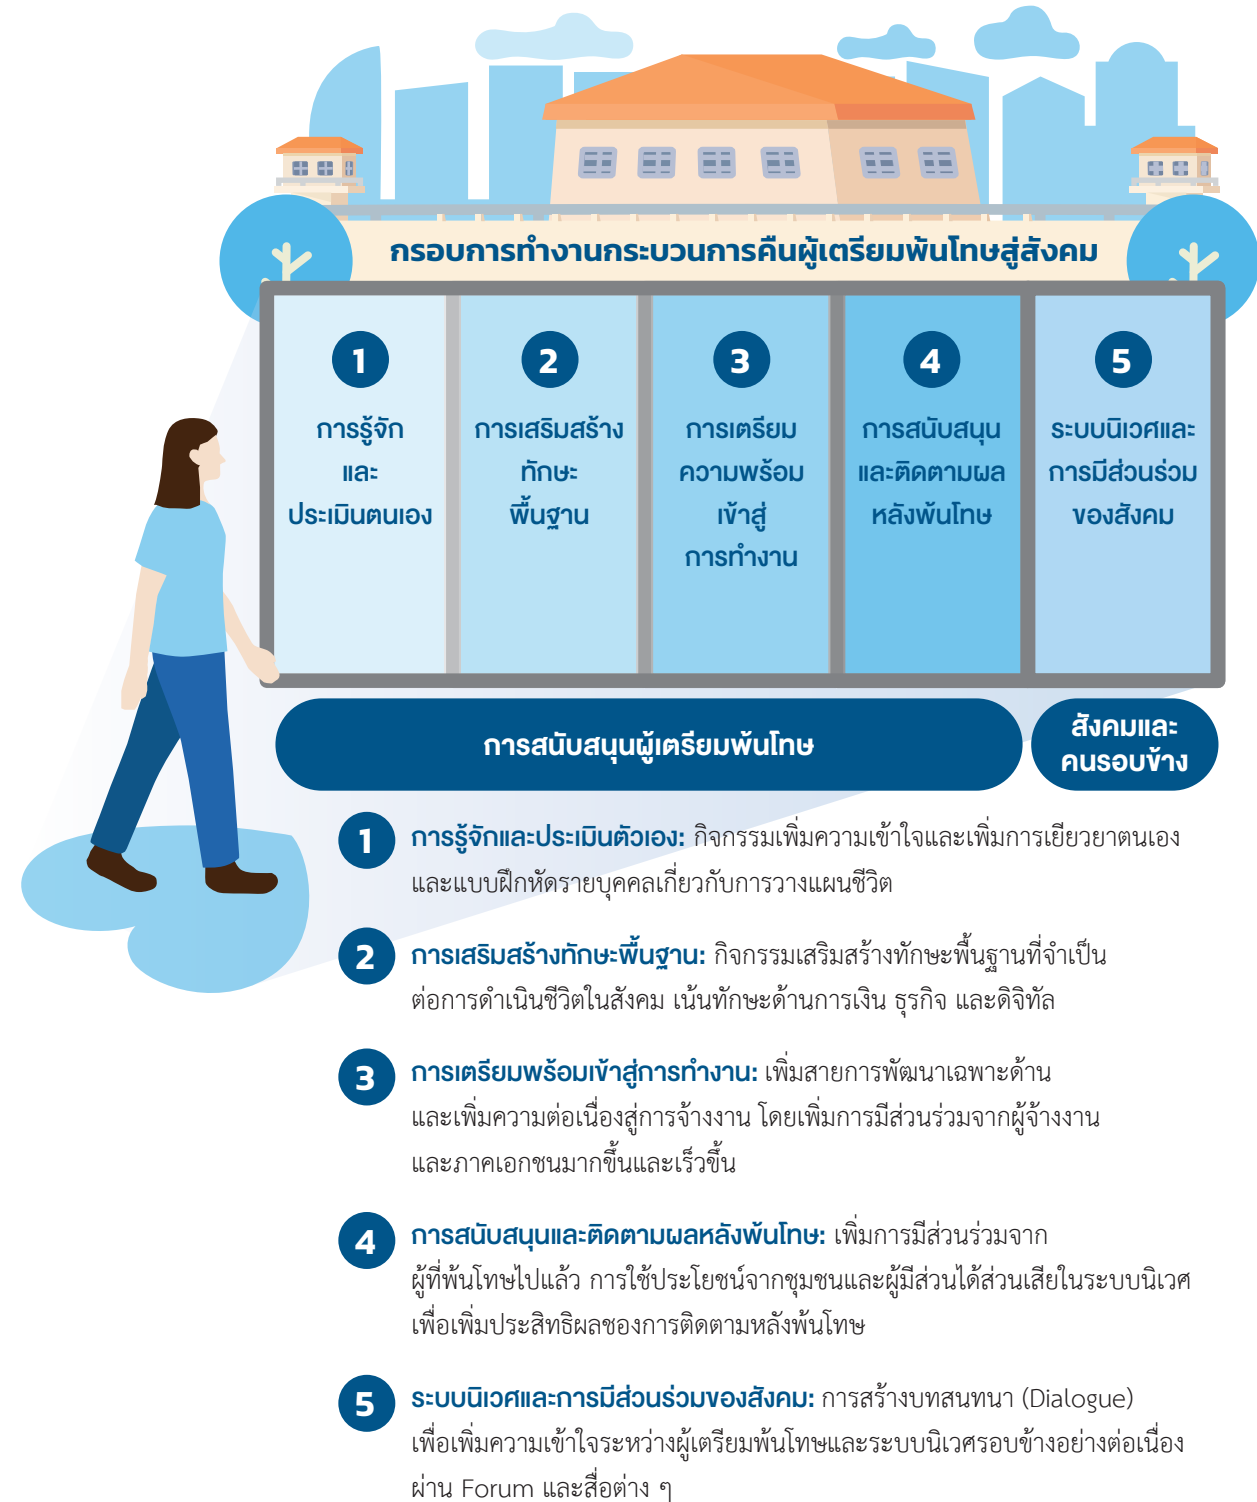 กรอบการทำงานกระบวนการคืนผู้เตรียมพ้นโทษสู่สังคม
1
การรู้จัก
และ
ประเมินตนเอง
2
การเสริมสร้าง
ทักษะ
พื้นฐาน
3
การเตรียม
ความพร้อม
เข้าสู่
การทำงาน
4
การสนับสนุน
และติดตามผล
หลังพ้นโทษ
5
ระบบนิเวศและ
การมีส่วนร่วม
ของสังคม
การสนับสนุนผู้เตรียมพ้นโทษ
สังคมและ
คนรอบข้าง
1 การรู้จักและประเมินตัวเอง: กิจกรรมเพิ่มความเข้าใจและเพิ่มการเยียวยาตนเอง
และแบบฝึกหัดรายบุคคลเกี่ยวกับการวางแผนชีวิต
2 การเสริมสร้างทักษะพื้นฐาน: กิจกรรมเสริมสร้างทักษะพื้นฐานที่จำเป็น
ต่อการดำเนินชีวิตในสังคม เน้นทักษะด้านการเงิน ธุรกิจ และดิจิทัล
3 การเตรียมพร้อมเข้าสู่การทำงาน: เพิ่มสายการพัฒนาเฉพาะด้าน
และเพิ่มความต่อเนื่องสู่การจ้างงาน โดยเพิ่มการมีส่วนร่วมจากผู้จ้างงาน
และภาคเอกชนมากขึ้นและเร็วขึ้น
4 การสนับสนุนและติดตามผลหลังพ้นโทษ: เพิ่มการมีส่วนร่วมจาก
ผู้ที่พ้นโทษไปแล้ว การใช้ประโยชน์จากชุมชนและผู้มีส่วนได้ส่วนเสียในระบบนิเวศ
เพื่อเพิ่มประสิทธิผลชองการติดตามหลังพ้นโทษ
5 ระบบนิเวศและการมีส่วนร่วมของสังคม: การสร้างบทสนทนา (Dialogue)
เพื่อเพิ่มความเข้าใจระหว่างผู้เตรียมพ้นโทษและระบบนิเวศรอบข้างอย่างต่อเนื่อง
ผ่าน Forum และสื่อต่าง ๆ